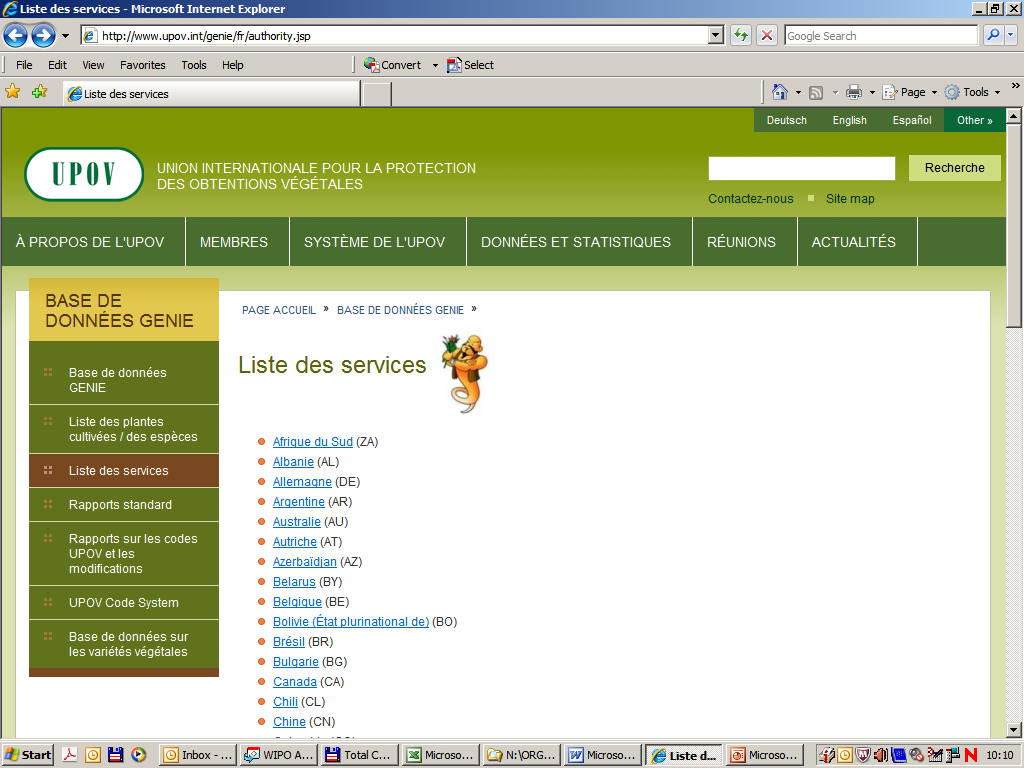 Liste des services - Microsoft Internet Explorer
http://www.upov.int/genie/fr/authority.jsp
Google Search
File Edit View Favorites Tools Help
Convert Select
Liste des services
Page Tools »
Deutsch English Español Other »
UPOV
UNION INTERNATIONALE POUR LA PROTECTION
DES OBTENTIONS VÉGÉTALES
Recherche
Contactez-nous Site map
À PROPOS DE L'UPOV MEMBRES SYSTÈME DE L'UPOV DONNÉES ET STATISTIQUES RÉUNIONS ACTUALITÉS
BASE DE
DONNÉES GENIE
Base de données
GENIE
Liste des plantes
cultivées / des espèces
Liste des services
Rapports standard
Rapports sur les codes
UPOV et les
modifications
UPOV Code System
Base de données sur
les variétés végétales
PAGE ACCUEIL » BASE DE DONNÉES GENIE »
Liste des services
Afrique du Sud (ZA)
Albanie (AL)
Allemagne (DE)
Argentine (AR)
Australie (AU)
Autriche (AT)
Azerbaïdjan (AZ)
Belarus (BY)
Belgique (BE)
Bolivie (État plurinational de) (BO)
Brésil (BR)
Bulgarie (BG)
Canada (CA)
Chili (CL)
Chine (CN)
Start Inbox - ... WIPO A... Total C... Microso... N:\ORG... Microso... Liste d... Microso... 10:10